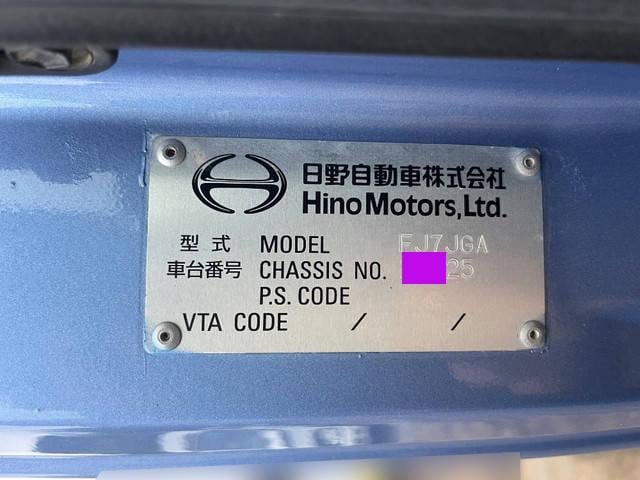 日野自動車株式会社
Hino Motors, Ltd.
型式 MODEL FJ7JGA
車台番号 CHASSIS NO. 25
P.S. CODE
VTA CODE / /